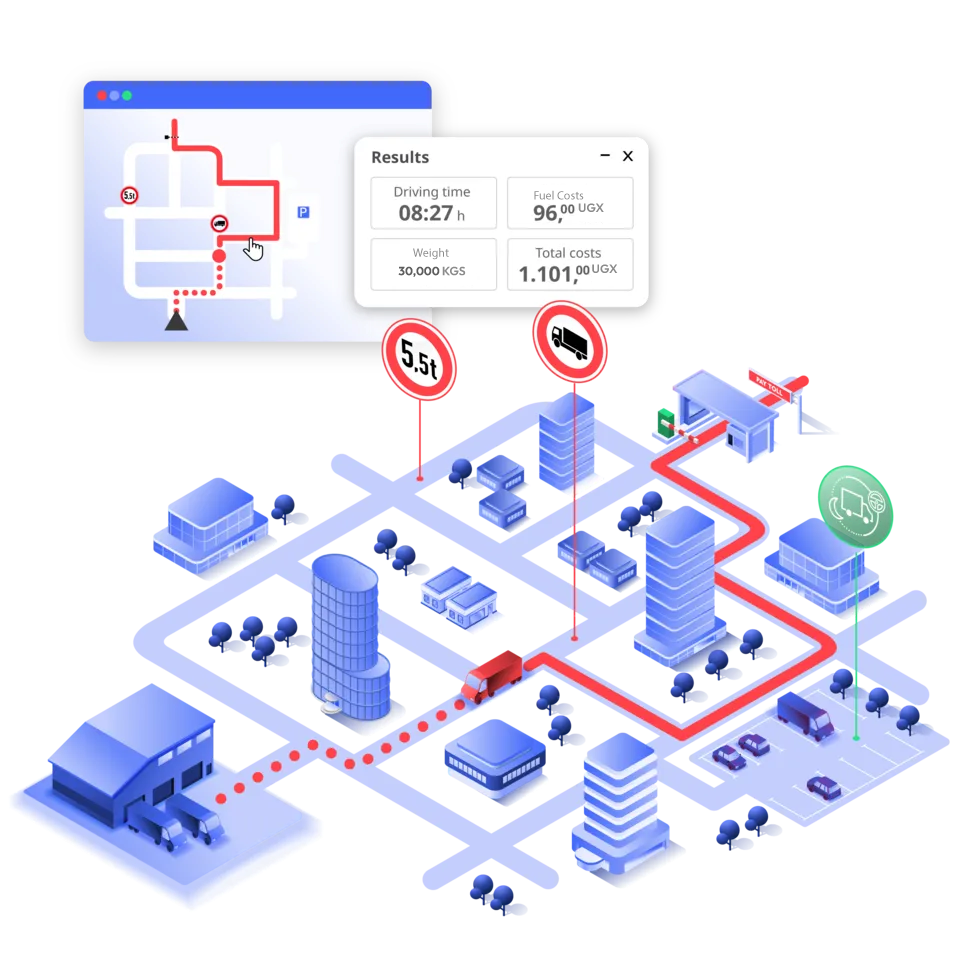 Results
Driving time
08:27 h
Fuel Costs
96,00 UGX
Weight
30,000 KGS
Total costs
1.101,00 UGX
5.5t
P
5.5t
PAY TOLL